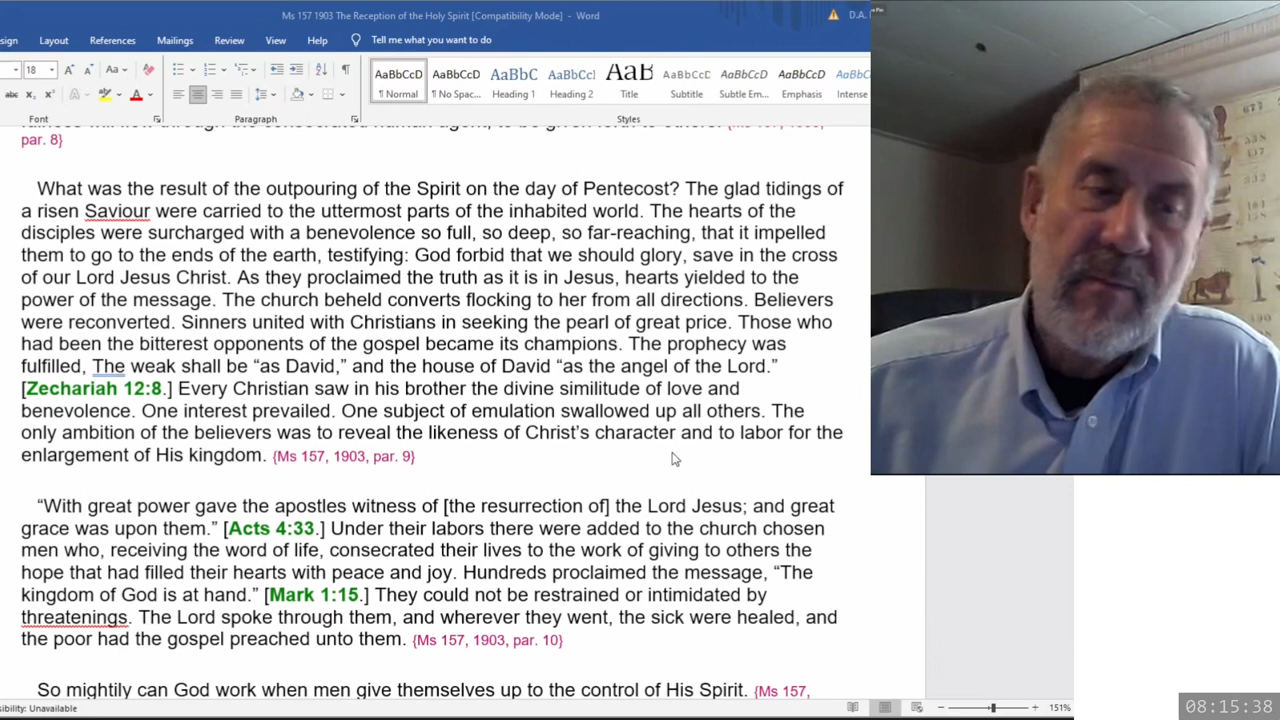 Ms 157 1903 The Reception of the Holy Spirit [Compatibility Mode] - Word
D.A.
sign Layout References Mailings Review View Help Tell me what you want to do
18
AaBbCcD AaBbCcD AaBbC AaBbCcl AaB AaBbCcD AaBbCcD AaBbCcD AaBbCc
¶ Normal ¶ No Spac... Heading 1 Heading 2 Title Subtitle Subtle Em... Emphasis Intense
Font Paragraph Styles
par. 8}
What was the result of the outpouring of the Spirit on the day of Pentecost? The glad tidings of
a risen Saviour were carried to the uttermost parts of the inhabited world. The hearts of the
disciples were surcharged with a benevolence so full, so deep, so far-reaching, that it impelled
them to go to the ends of the earth, testifying: God forbid that we should glory, save in the cross
of our Lord Jesus Christ. As they proclaimed the truth as it is in Jesus, hearts yielded to the
power of the message. The church beheld converts flocking to her from all directions. Believers
were reconverted. Sinners united with Christians in seeking the pearl of great price. Those who
had been the bitterest opponents of the gospel became its champions. The prophecy was
fulfilled, The weak shall be “as David,” and the house of David “as the angel of the Lord.”
[Zechariah 12:8.] Every Christian saw in his brother the divine similitude of love and
benevolence. One interest prevailed. One subject of emulation swallowed up all others. The
only ambition of the believers was to reveal the likeness of Christ’s character and to labor for the
enlargement of His kingdom. {Ms 157, 1903, par. 9}
“With great power gave the apostles witness of [the resurrection of] the Lord Jesus; and great
grace was upon them.” [Acts 4:33.] Under their labors there were added to the church chosen
men who, receiving the word of life, consecrated their lives to the work of giving to others the
hope that had filled their hearts with peace and joy. Hundreds proclaimed the message, “The
kingdom of God is at hand.” [Mark 1:15.] They could not be restrained or intimidated by
threatenings. The Lord spoke through them, and wherever they went, the sick were healed, and
the poor had the gospel preached unto them. {Ms 157, 1903, par. 10}
So mightily can God work when men give themselves up to the control of His Spirit. {Ms 157,
sibility: Unavailable
151%
08:15:38
677